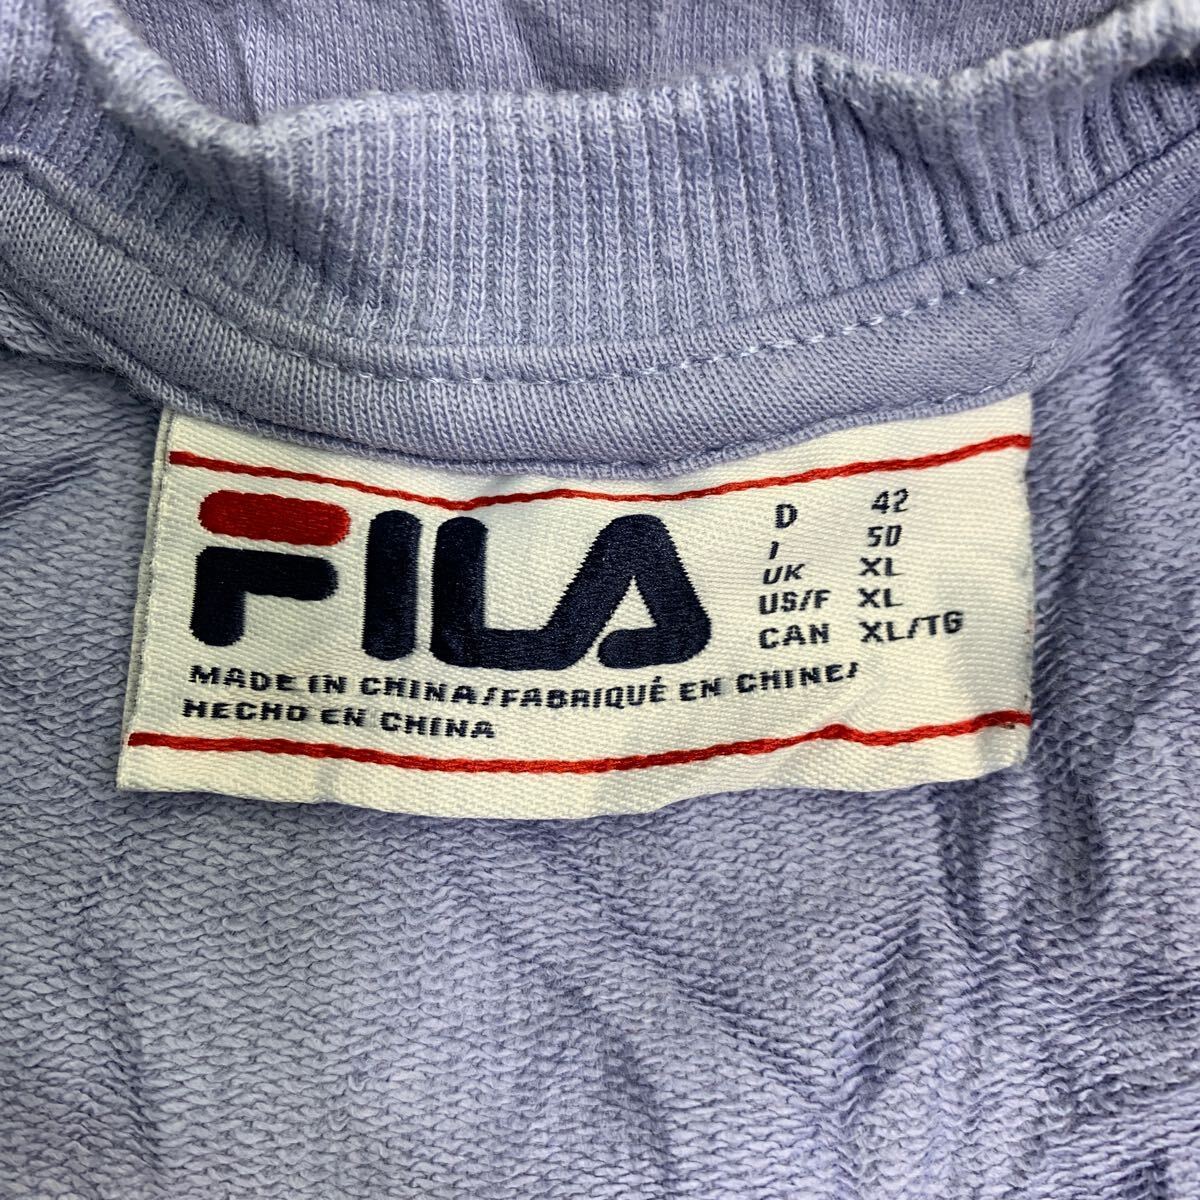 FILA
D 42
I 50
UK XL
US/F XL
CAN XL/TG
MADE IN CHINA/FABRIQUÉ EN CHINE/
HECHO EN CHINA